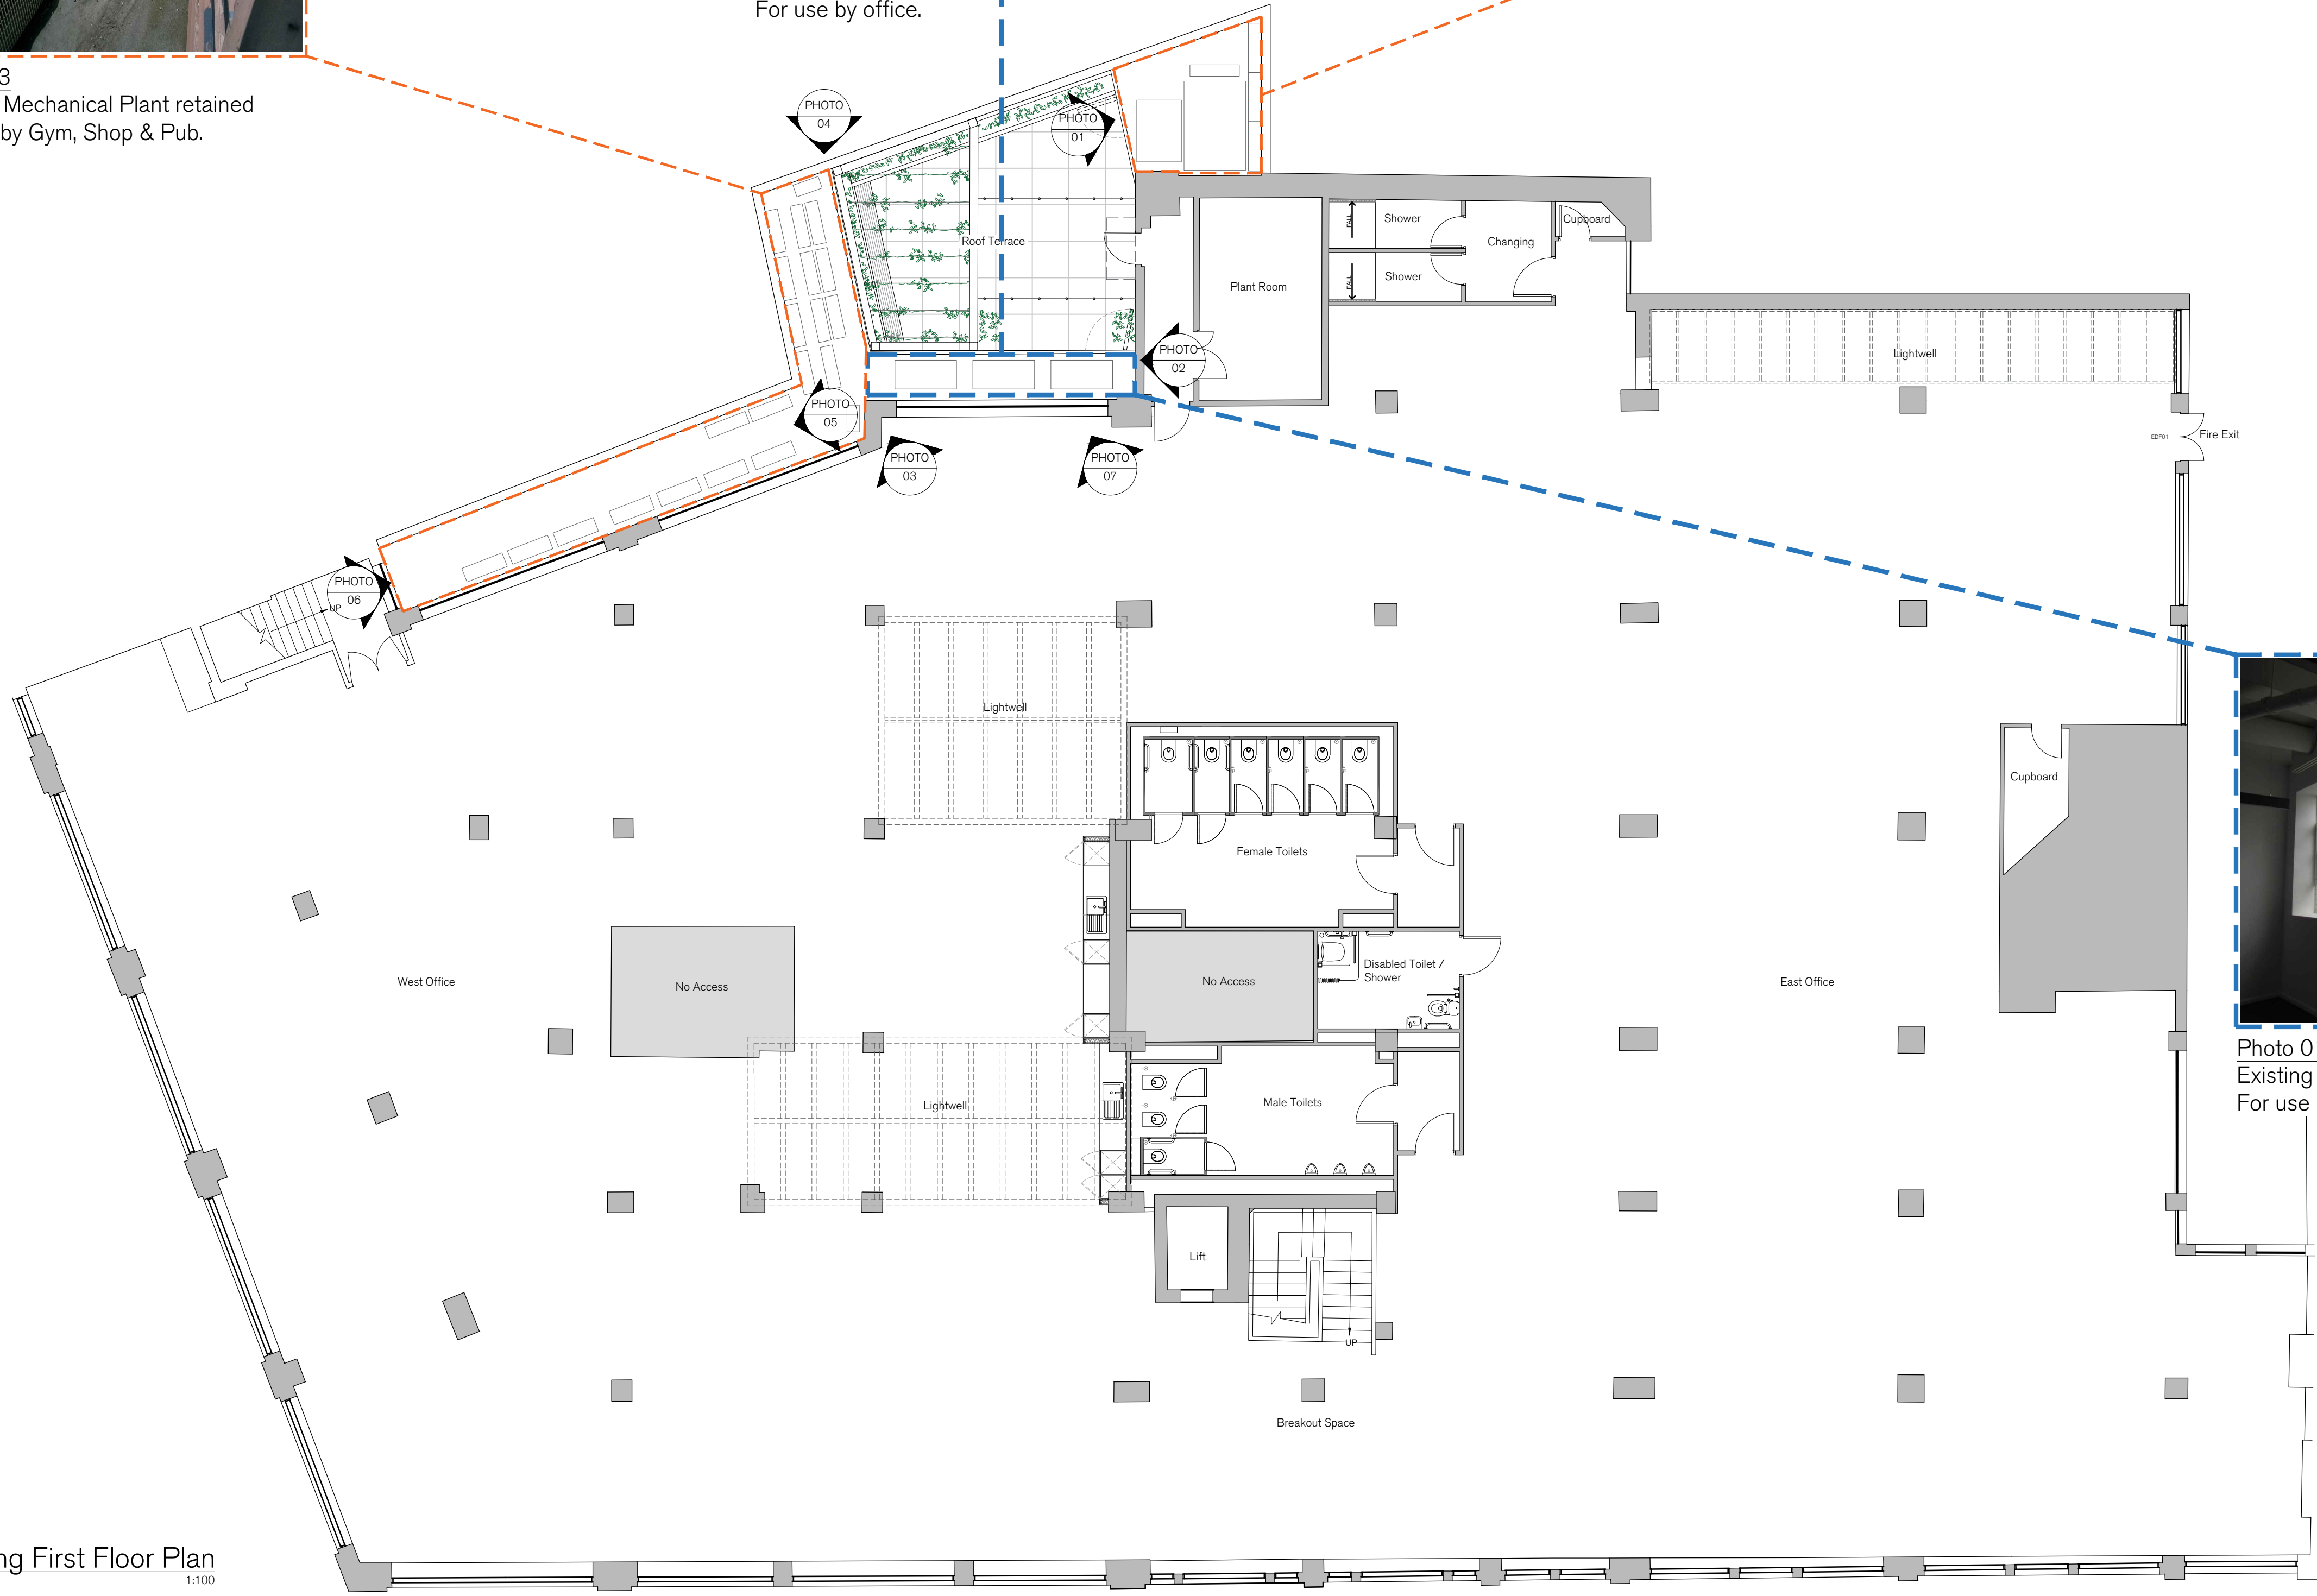 For use by office.
3
Mechanical Plant retained
by Gym, Shop & Pub.
PHOTO
04
PHOTO
01
Roof Terrace
Plant Room
FALL
Shower
FALL
Shower
Changing
Cupboard
Lightwell
PHOTO
02
PHOTO
05
PHOTO
03
PHOTO
07
EDF01
Fire Exit
PHOTO
06
UP
Lightwell
Female Toilets
Cupboard
West Office
No Access
No Access
Disabled Toilet /
Shower
East Office
Photo 0
Existing
For use
Lightwell
Male Toilets
Lift
UP
Breakout Space
ng First Floor Plan
1:100